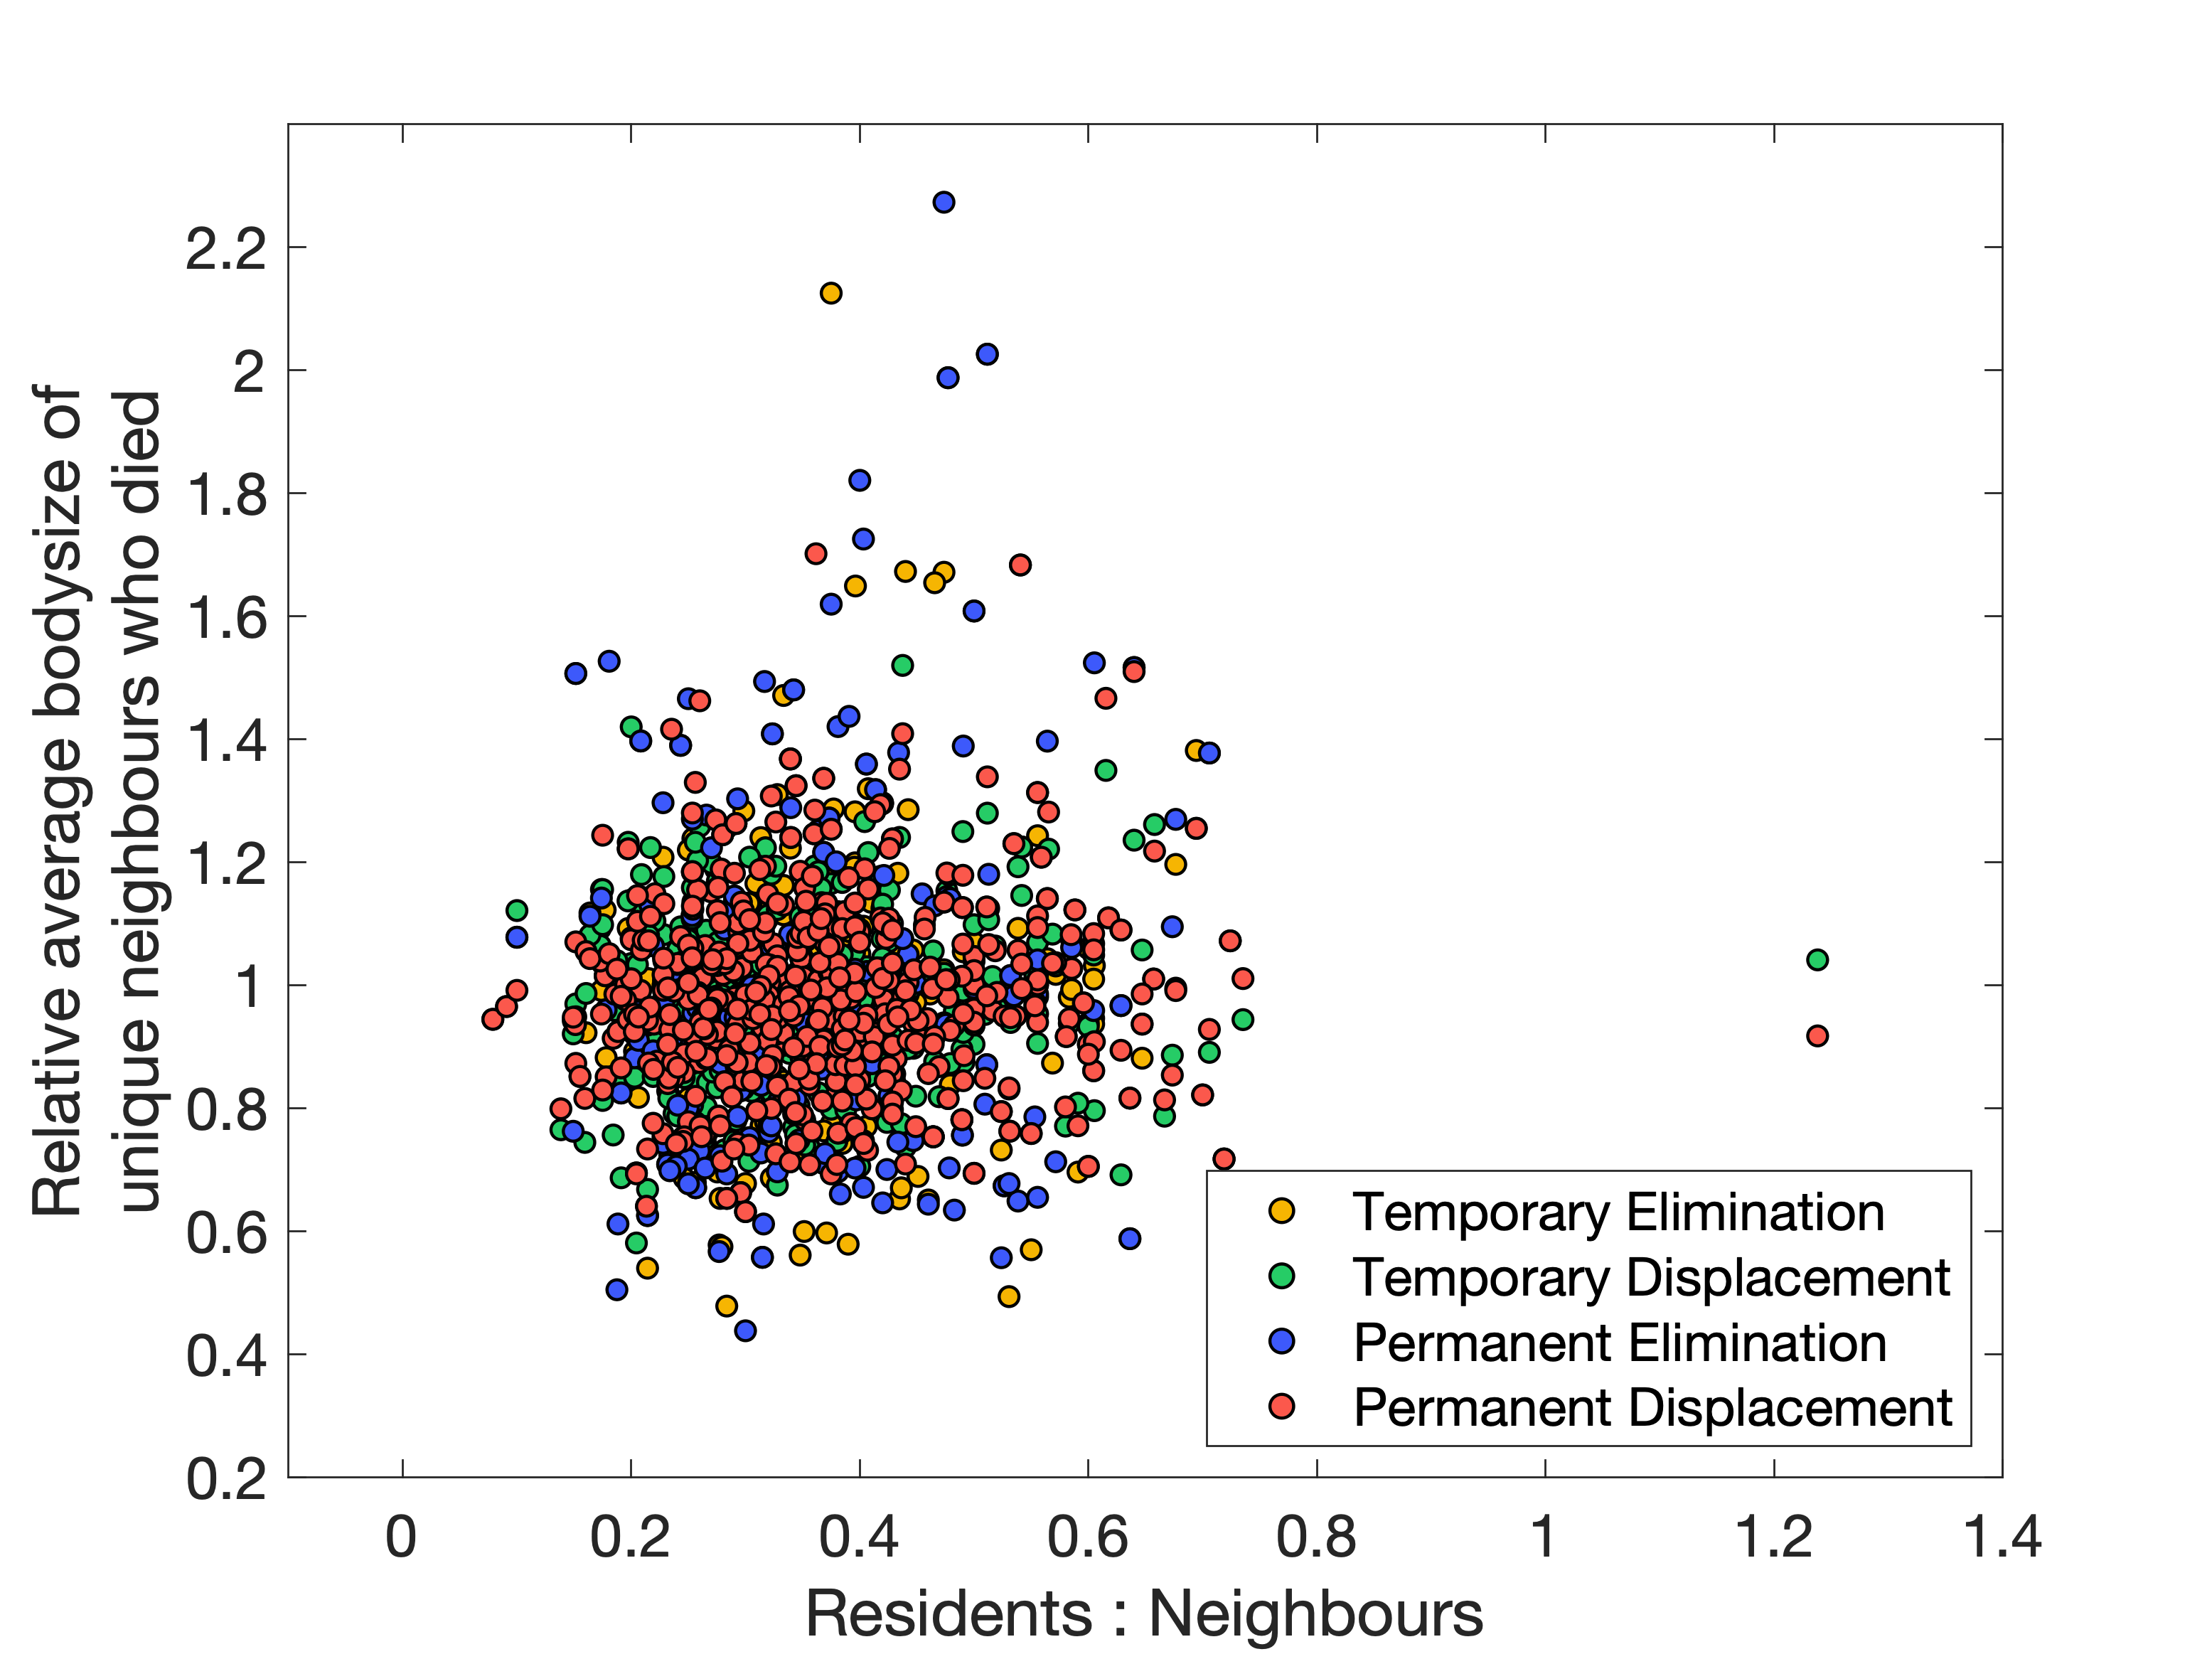 Relative average bodysize of
unique neighbours who died
2.2
2
1.8
1.6
1.4
1.2
1
0.8
0.6
0.4
0.2
0 0.2 0.4 0.6 0.8 1 1.2 1.4
Residents : Neighbours
Temporary Elimination
Temporary Displacement
Permanent Elimination
Permanent Displacement